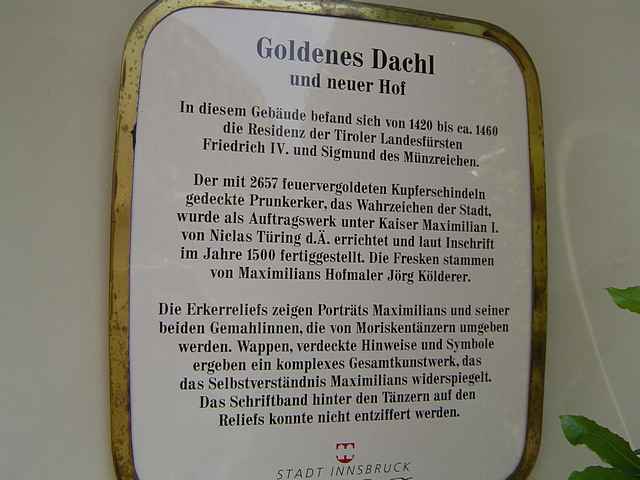 Goldenes Dachl
und neuer Hof
In diesem Gebäude befand sich von 1420 bis ca. 1460
die Residenz der Tiroler Landesfürsten
Friedrich IV. und Sigmund des Münzreichen.
Der mit 2657 feuervergoldeten Kupferschindeln
gedeckte Prunkerker, das Wahrzeichen der Stadt,
wurde als Auftragswerk unter Kaiser Maximilian I.
von Niclas Türing d.Ä. errichtet und laut Inschrift
im Jahre 1500 fertiggestellt. Die Fresken stammen
von Maximilians Hofmaler Jörg Kölderer.
Die Erkerreliefs zeigen Porträts Maximilians und seiner
beiden Gemahlinnen, die von Moriskentänzern umgeben
werden. Wappen, verdeckte Hinweise und Symbole
ergeben ein komplexes Gesamtkunstwerk, das
das Selbstverständnis Maximilians widerspiegelt.
Das Schriftband hinter den Tänzern auf den
Reliefs konnte nicht entziffert werden.
STADT INNSBRUCK